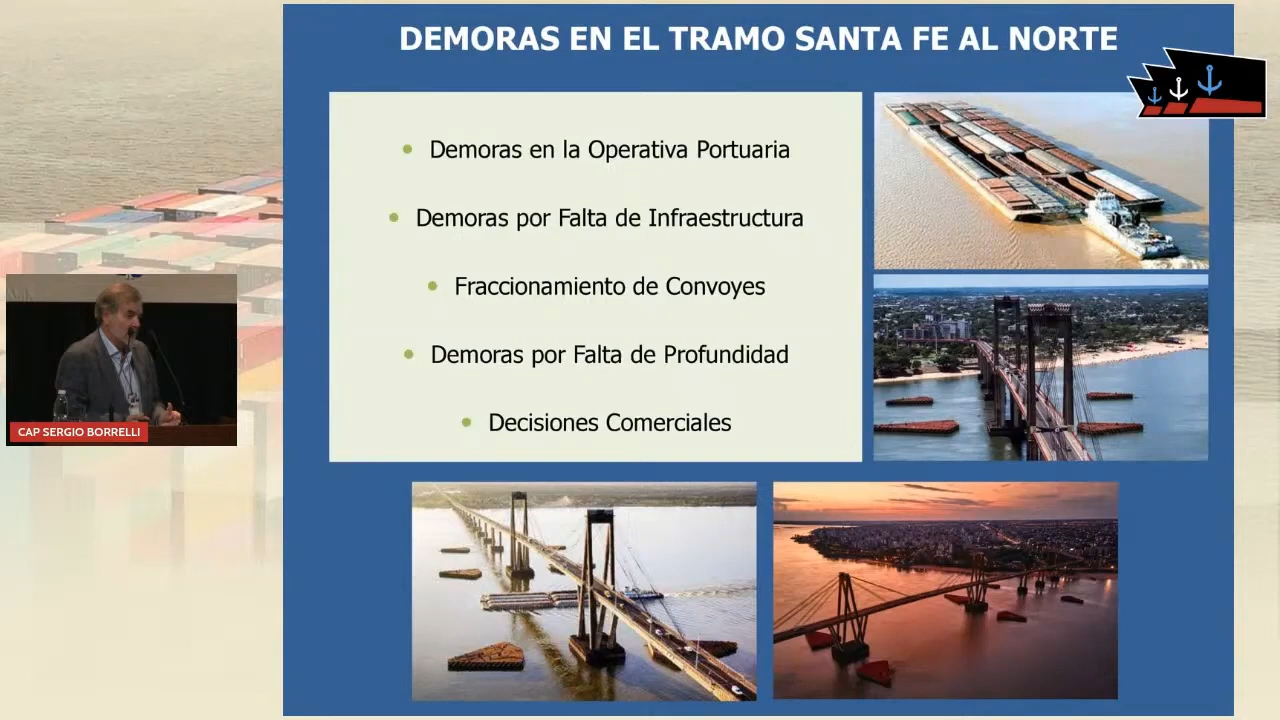 DEMORAS EN EL TRAMO SANTA FE AL NORTE
• Demoras en la Operativa Portuaria
• Demoras por Falta de Infraestructura
• Fraccionamiento de Convoyes
• Demoras por Falta de Profundidad
• Decisiones Comerciales
CAP SERGIO BORRELLI